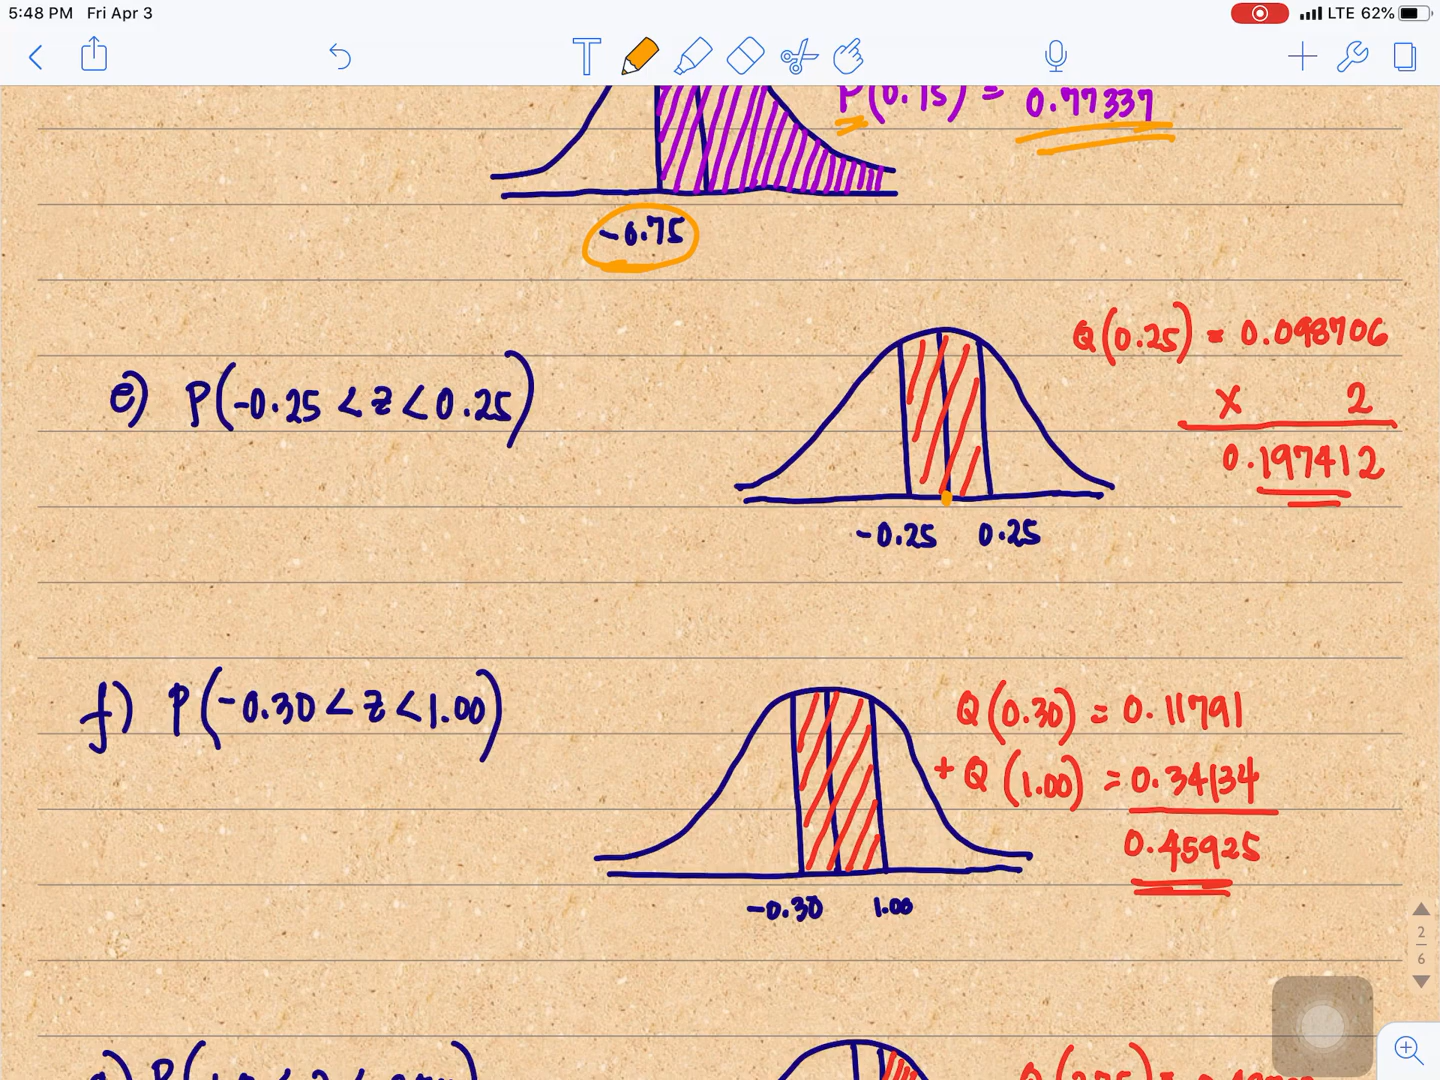 5:48 PM Fri Apr 3
LTE 62%
T
P(0.75) = 0.77337
-0.75
e) P(-0.25 < z < 0.25)
-0.25 0.25
Q(0.25) = 0.098706
x 2
0.197412
f) P(-0.30 < z < 1.00)
-0.30 1.00
Q(0.30) = 0.11791
+ Q(1.00) = 0.34134
0.45925
2
6